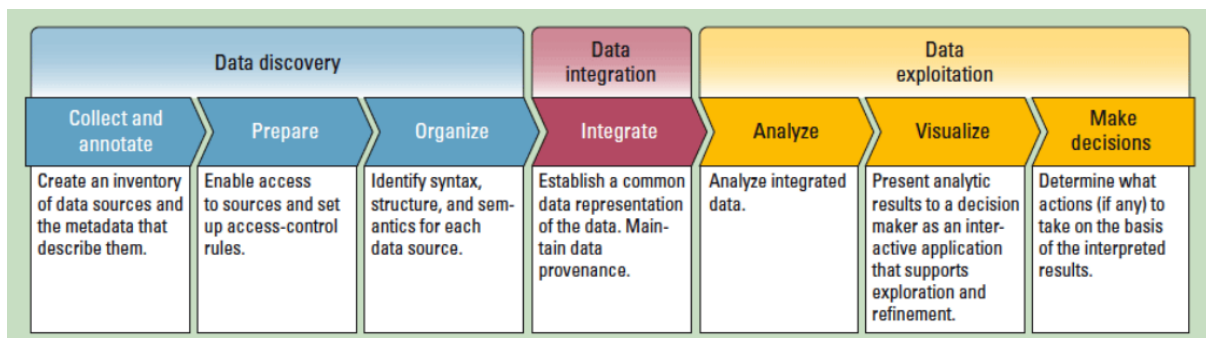 Data discovery
Data
integration
Data
exploitation
Collect and
annotate
Prepare
Organize
Integrate
Analyze
Visualize
Make
decisions
Create an inventory
of data sources and
the metadata that
describe them.
Enable access
to sources and set
up access-control
rules.
Identify syntax,
structure, and sem-
antics for each
data source.
Establish a common
data representation
of the data. Main-
tain data
provenance.
Analyze integrated
data.
Present analytic
results to a decision
maker as an inter-
active application
that supports
exploration and
refinement.
Determine what
actions (if any) to
take on the basis
of the interpreted
results.